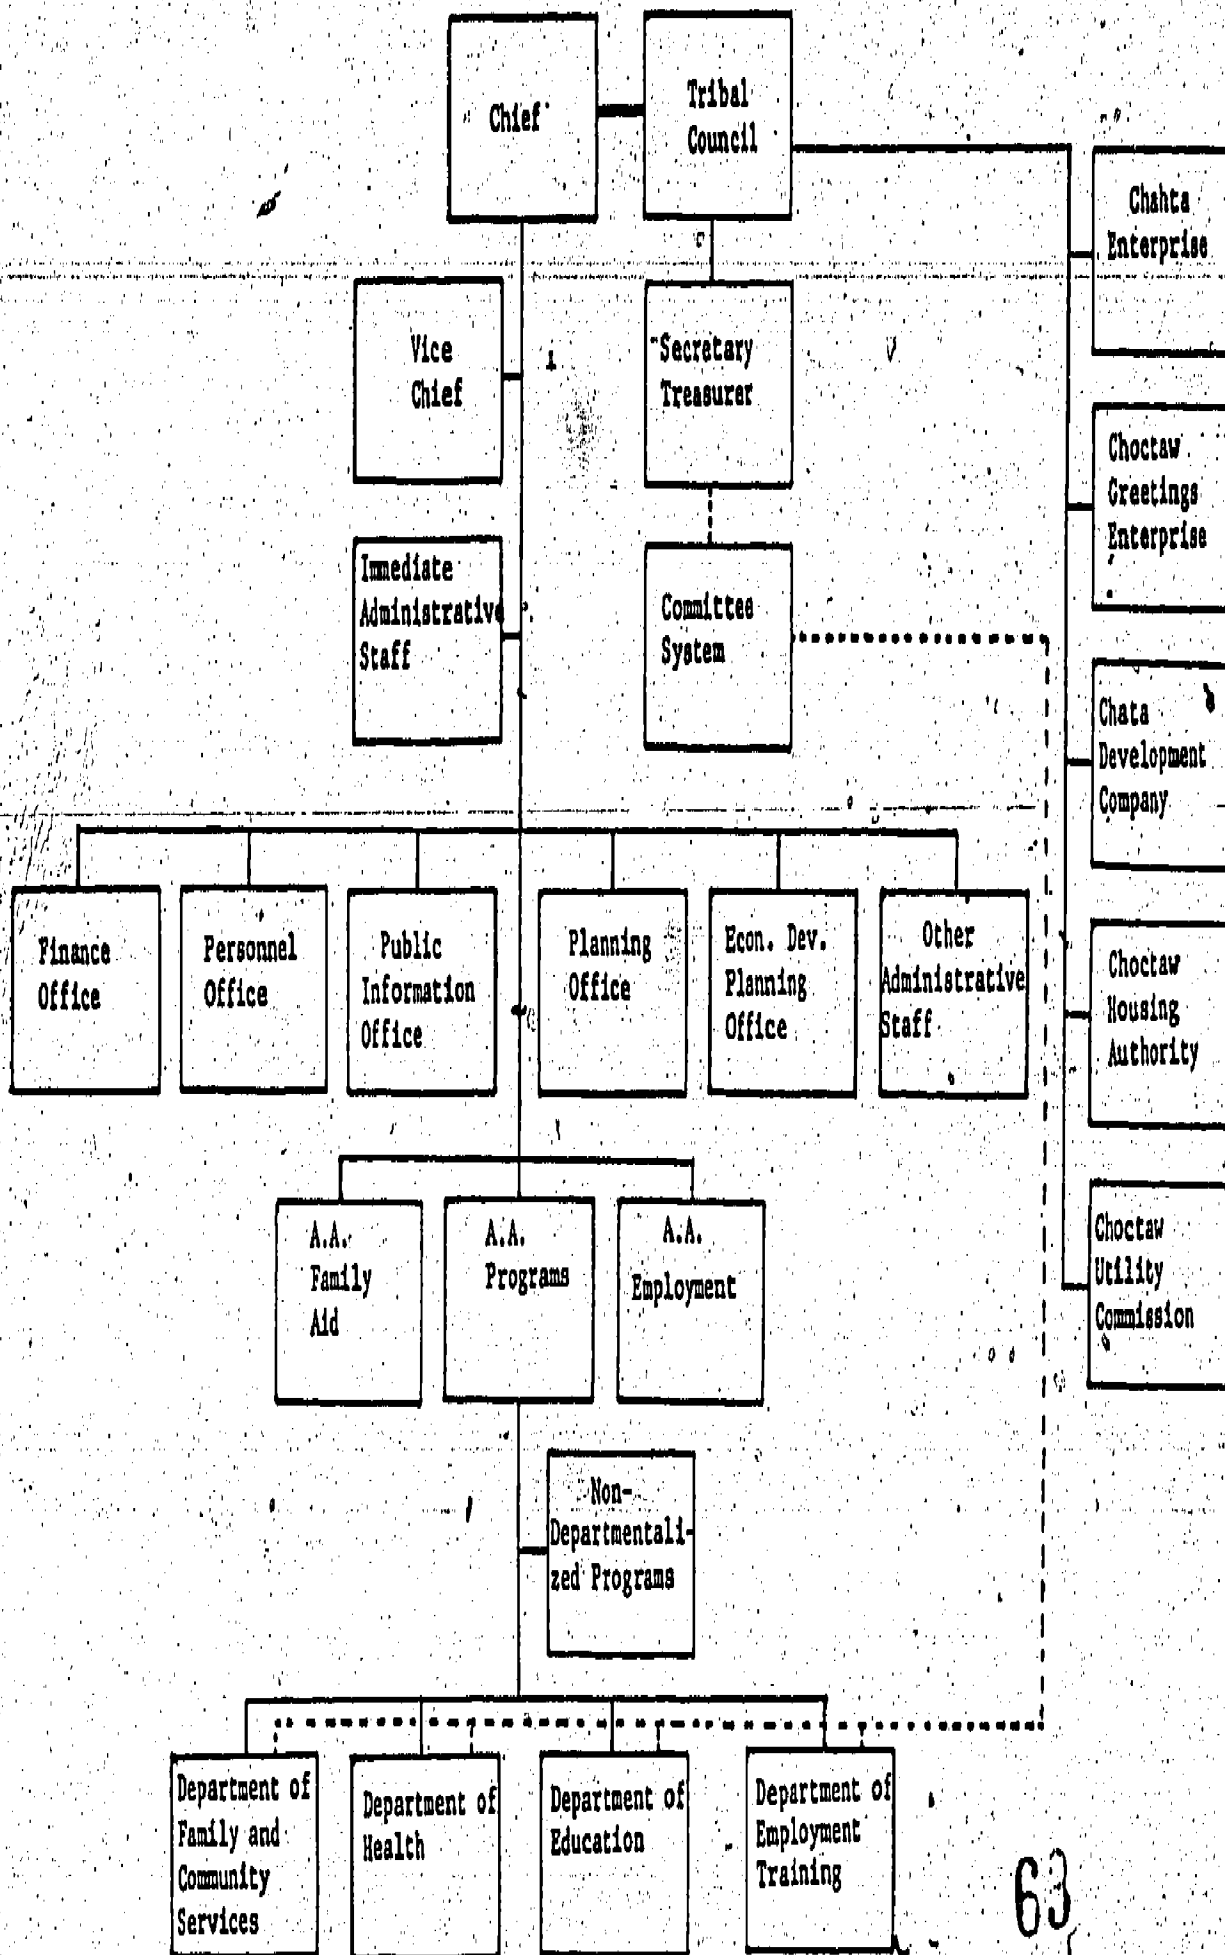 Chief
Tribal
Council
Chahta
Enterprise
Vice
Chief
Secretary
Treasurer
Choctaw
Greetings
Enterprise
Immediate
Administrative
Staff
Committee
System
Chata
Development
Company
Finance
Office
Personnel
Office
Public
Information
Office
Planning
Office
Econ. Dev.
Planning
Office
Other
Administrative
Staff
Choctaw
Housing
Authority
A.A.
Family
Aid
A.A.
Programs
A.A.
Employment
Choctaw
Utility
Commission
Non-
Departmentali-
zed Programs
Department of
Family and
Community
Services
Department of
Health
Department of
Education
Department of
Employment
Training
63